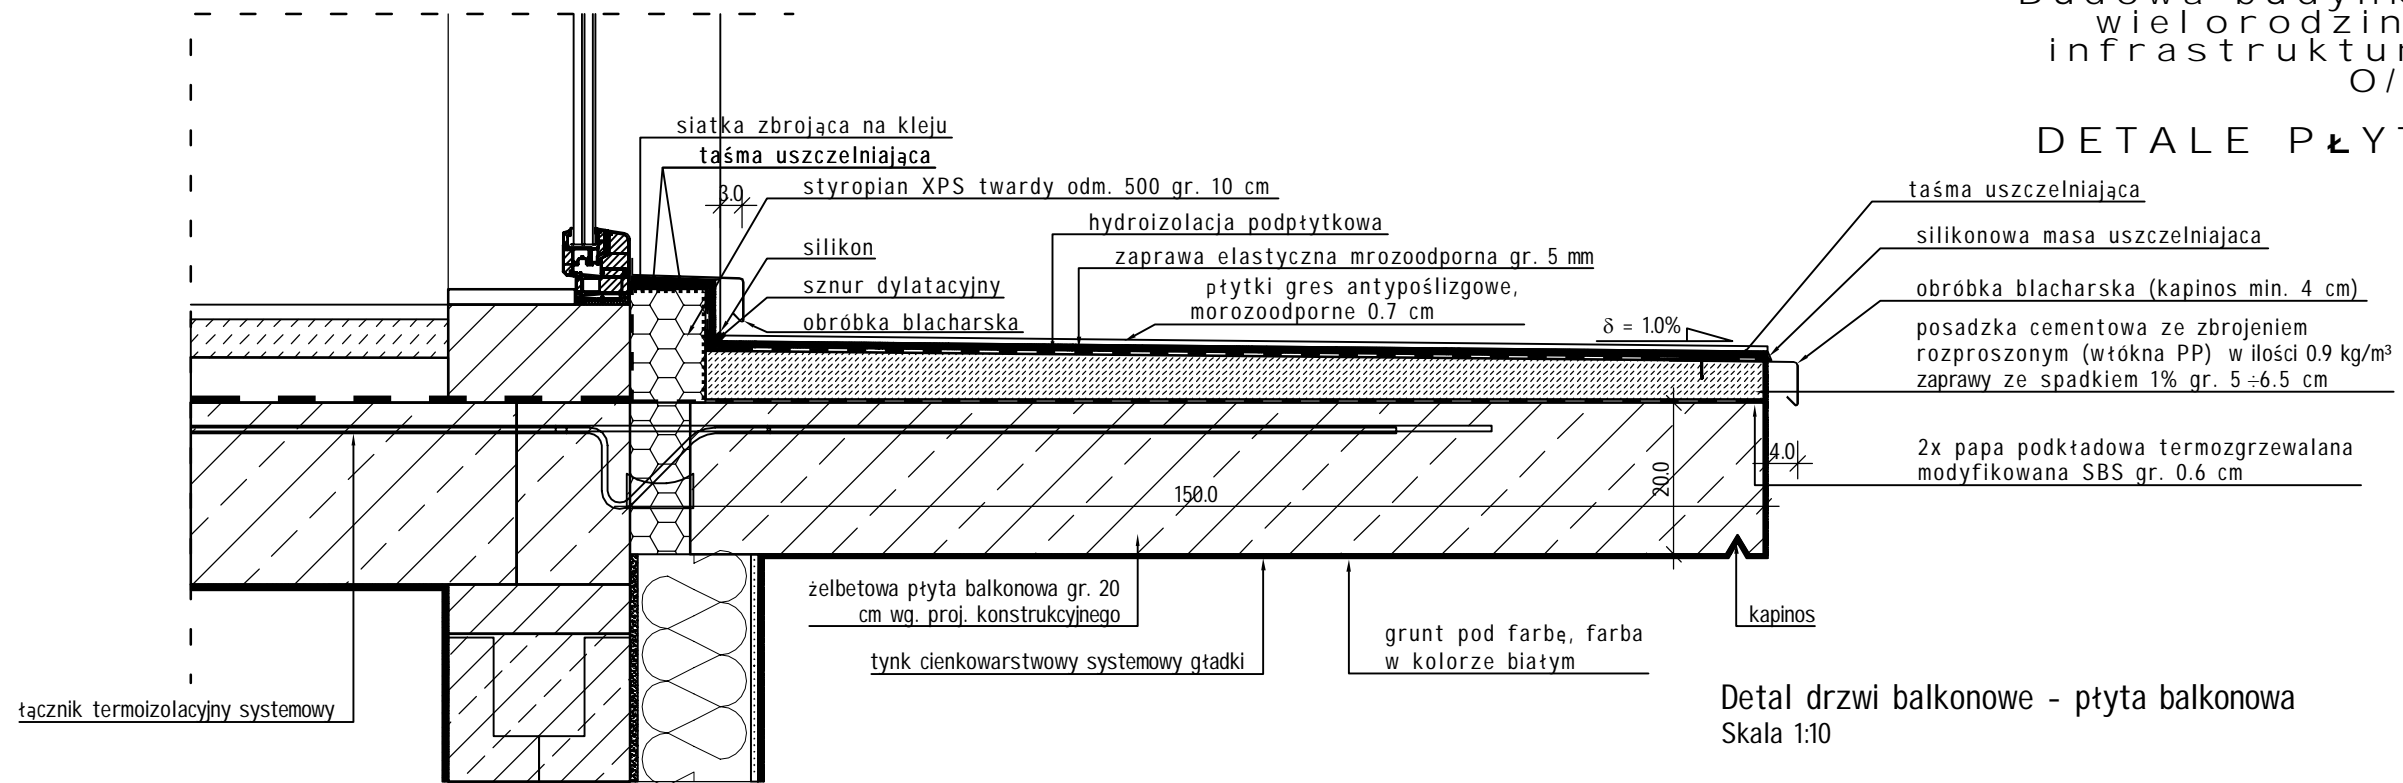 wielorodzin
infrastruktur
O/
DETALE PŁYT
siatka zbrojąca na kleju
taśma uszczelniająca
3.0
styropian XPS twardy odm. 500 gr. 10 cm
hydroizolacja podpłytkowa
silikon
zaprawa elastyczna mrozoodporna gr. 5 mm
sznur dylatacyjny
płytki gres antypoślizgowe,
morozoodporne 0.7 cm
obróbka blacharska
δ = 1.0%
taśma uszczelniająca
silikonowa masa uszczelniajaca
obróbka blacharska (kapinos min. 4 cm)
posadzka cementowa ze zbrojeniem
rozproszonym (włókna PP) w ilości 0.9 kg/m³
zaprawy ze spadkiem 1% gr. 5÷6.5 cm
2x papa podkładowa termozgrzewalana
modyfikowana SBS gr. 0.6 cm
4.0
20.0
150.0
żelbetowa płyta balkonowa gr. 20
cm wg. proj. konstrukcyjnego
kapinos
grunt pod farbę, farba
w kolorze białym
tynk cienkowarstwowy systemowy gładki
łącznik termoizolacyjny systemowy
Detal drzwi balkonowe - płyta balkonowa
Skala 1:10